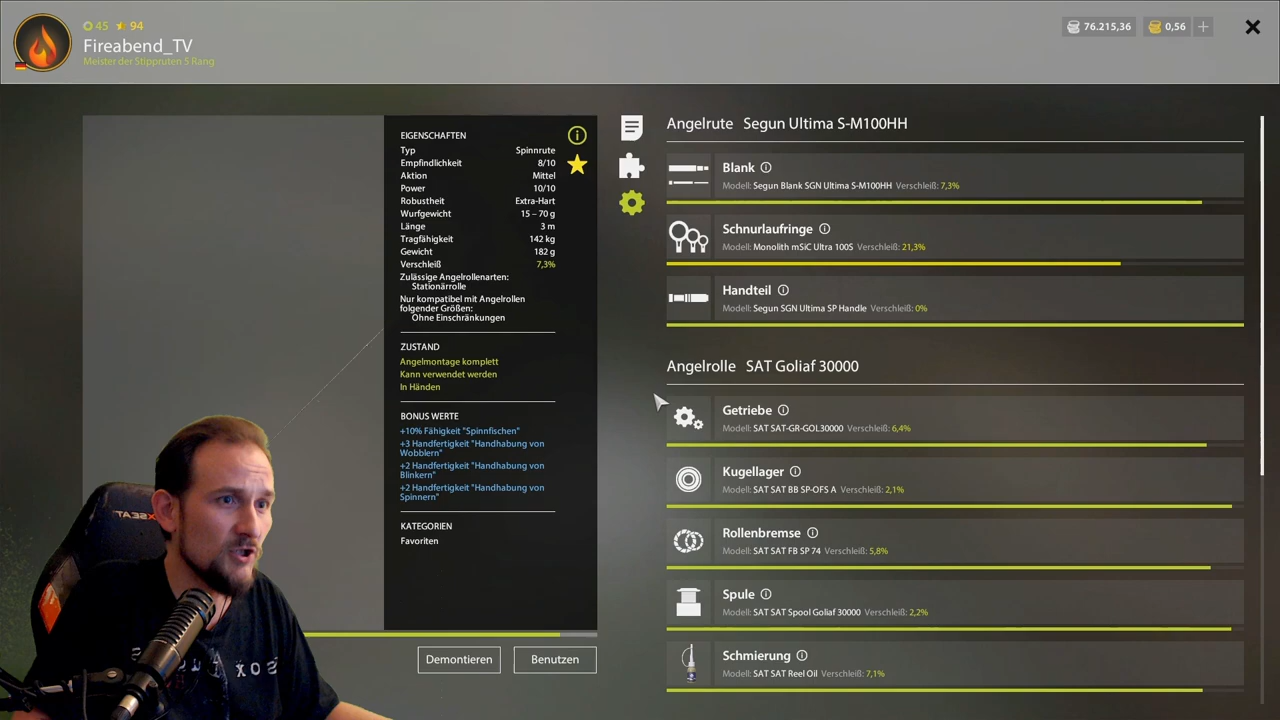 45 94
Fireabend_TV
Meister der Stippruten 5 Rang
76.215,36
0,56
EIGENSCHAFTEN
Typ Spinnrute
Empfindlichkeit 8/10
Aktion Mittel
Power 10/10
Robustheit Extra-Hart
Wurfgewicht 15 – 70 g
Länge 3 m
Tragfähigkeit 142 kg
Gewicht 182 g
Verschleiß 7,3%
Zulässige Angelrollenarten:
Stationärrolle
Nur kompatibel mit Angelrollen
folgender Größen:
Ohne Einschränkungen
ZUSTAND
Angelmontage komplett
Kann verwendet werden
In Händen
BONUS WERTE
+10% Fähigkeit "Spinnfischen"
+3 Handfertigkeit "Handhabung von
Wobblern"
+2 Handfertigkeit "Handhabung von
Blinkern"
+2 Handfertigkeit "Handhabung von
Spinnern"
KATEGORIEN
Favoriten
Demontieren
Benutzen
Angelrute Segun Ultima S-M100HH
Blank
Modell: Segun Blank SGN Ultima S-M100HH Verschleiß: 7,3%
Schnurlaufringe
Modell: Monolith mSiC Ultra 100S Verschleiß: 21,3%
Handteil
Modell: Segun SGN Ultima SP Handle Verschleiß: 0%
Angelrolle SAT Goliaf 30000
Getriebe
Modell: SAT SAT-GR-GOL30000 Verschleiß: 6,4%
Kugellager
Modell: SAT SAT BB SP-OFS A Verschleiß: 2,1%
Rollenbremse
Modell: SAT SAT FB SP 74 Verschleiß: 5,8%
Spule
Modell: SAT SAT Spool Goliaf 30000 Verschleiß: 2,2%
Schmierung
Modell: SAT SAT Reel Oil Verschleiß: 7,1%